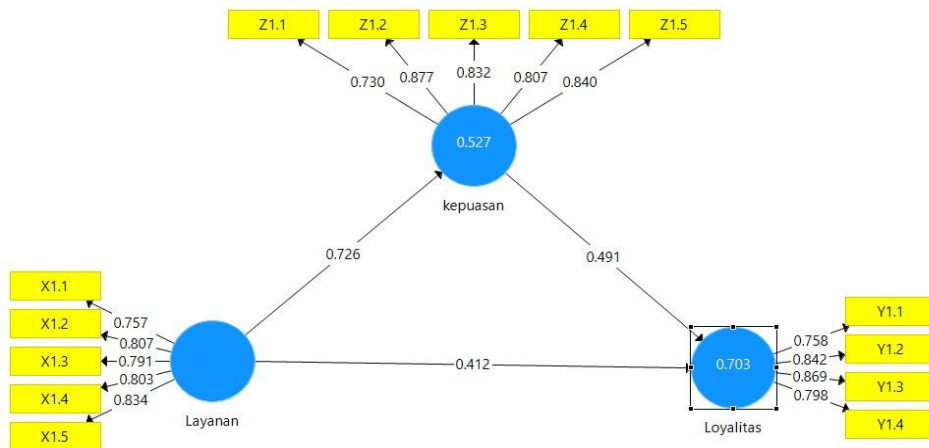 Z1.1 Z1.2 Z1.3 Z1.4 Z1.5
0.730 0.877 0.832 0.807 0.840
0.527
kepuasan
0.726 0.491
X1.1
X1.2
X1.3
X1.4
X1.5
0.757
0.807
0.791
0.803
0.834
Layanan
0.412
0.703
Loyalitas
0.758
0.842
0.869
0.798
Y1.1
Y1.2
Y1.3
Y1.4